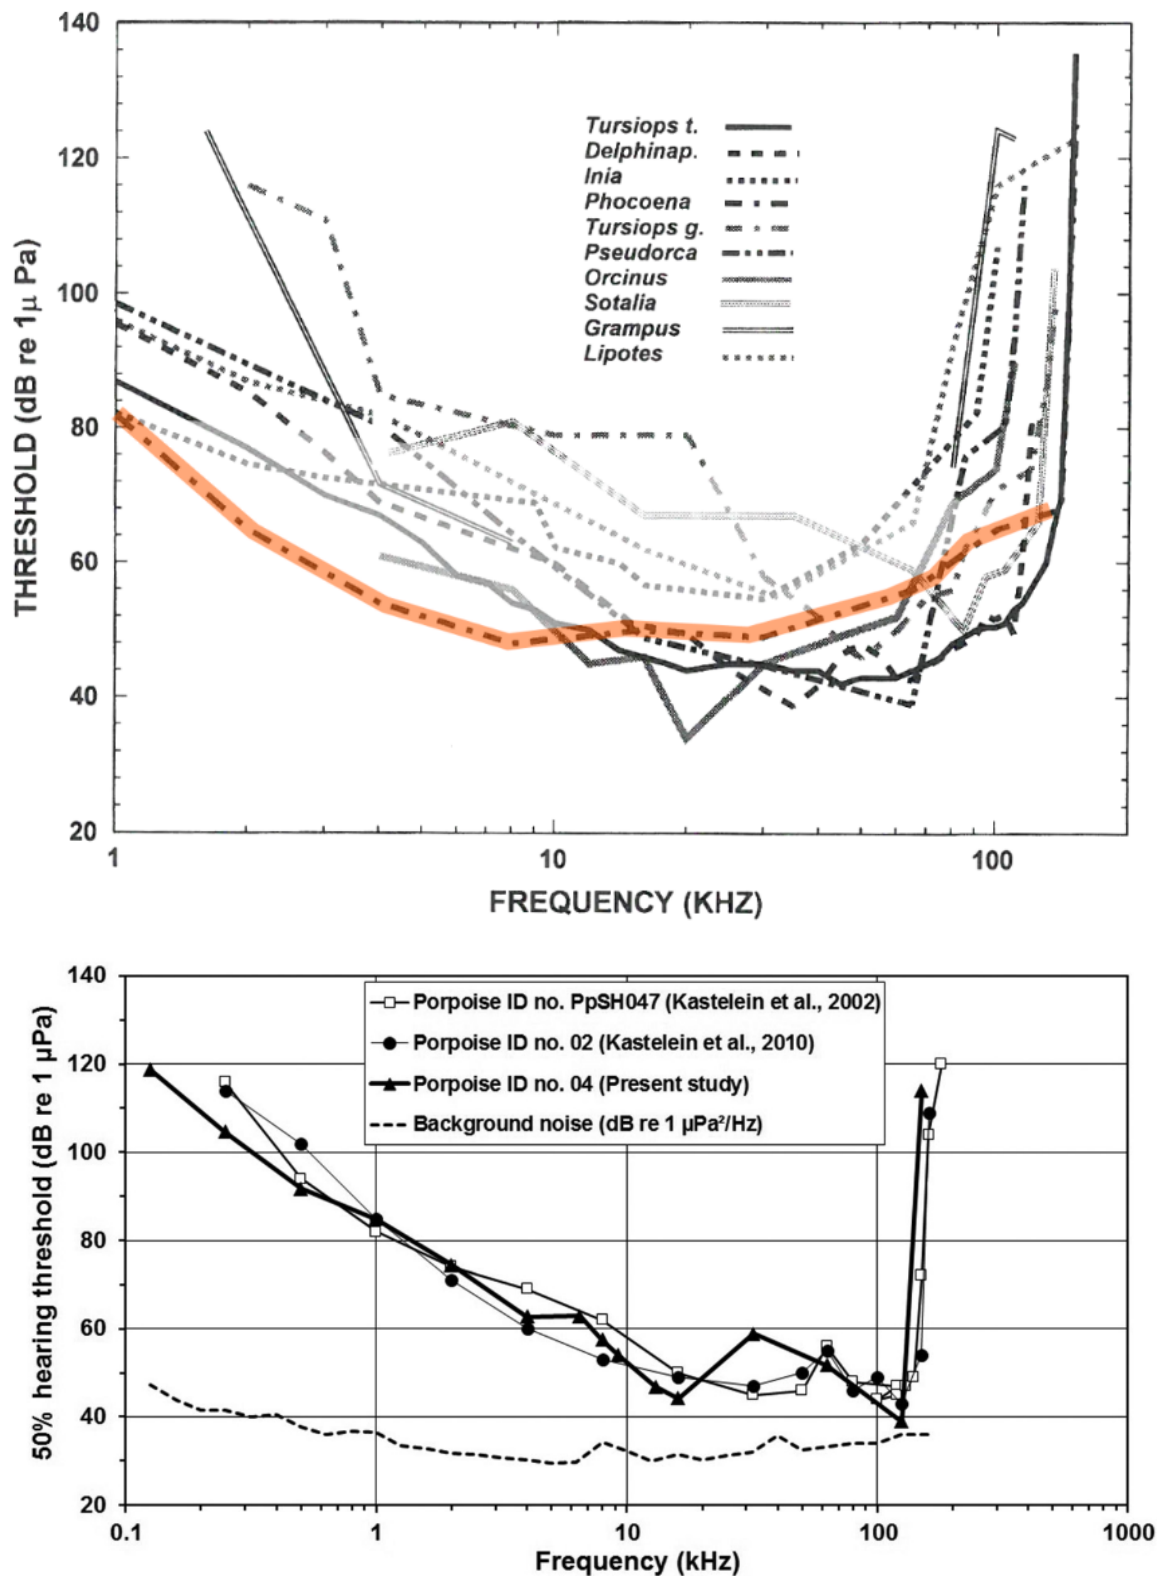 140
120
100
80
60
40
20
THRESHOLD (dB re 1μ Pa)
Tursiops t.
Delphinap.
Inia
Phocoena
Tursiops g.
Pseudorca
Orcinus
Sotalia
Grampus
Lipotes
1 10 100
FREQUENCY (KHZ)
140
120
100
80
60
40
20
50% hearing threshold (dB re 1 µPa)
Porpoise ID no. PpSH047 (Kastelein et al., 2002)
Porpoise ID no. 02 (Kastelein et al., 2010)
Porpoise ID no. 04 (Present study)
Background noise (dB re 1 µPa²/Hz)
0.1 1 10 100 1000
Frequency (kHz)